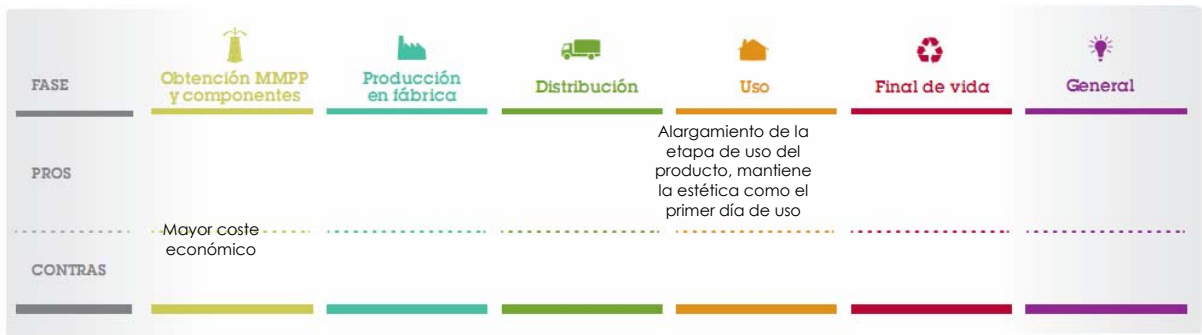 FASE
Obtención MMPP
y componentes
Producción
en fábrica
Distribución
Uso
Final de vida
General
PROS
Alargamiento de la
etapa de uso del
producto, mantiene
la estética como el
primer día de uso
CONTRAS
Mayor coste
económico